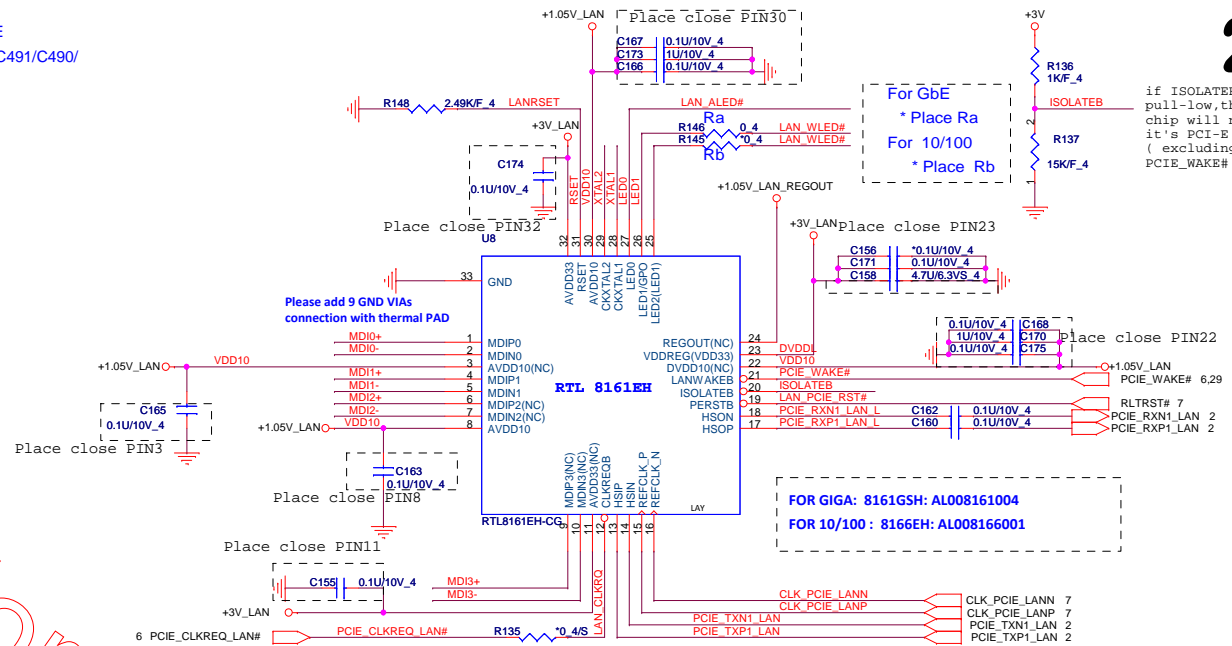 E
C491/C490/
+1.05V_LAN
Place close PIN30
C167 0.1U/10V_4
C173 1U/10V_4
C166 0.1U/10V_4
+3V
R136
1K/F_4
ISOLATEB
2
R137
15K/F_4
1
if ISOLATEB
pull-low,th
chip will n
it's PCI-E
( excluding
PCIE_WAKE#
R148 2.49K/F_4 LANRSET
LAN_ALED#
Ra
R146 0_4 LAN_WLED#
R145 *0_4 LAN_WLED#
Rb
For GbE
* Place Ra
For 10/100
* Place Rb
+3V_LAN
C174
0.1U/10V_4
Place close PIN32
RSET
VDD10
XTAL2
XTAL1
LED0
LED1
+1.05V_LAN_REGOUT
+3V_LAN
Place close PIN23
C156 *0.1U/10V_4
C171 0.1U/10V_4
C158 4.7U/6.3VS_4
U8
32
31
30
29
28
27
26
25
AVDD33
RSET
AVDD10
CKXTAL2
CKXTAL1
LED0
LED1/GPO
LED2(LED1)
33 GND
Please add 9 GND VIAs
connection with thermal PAD
MDI0+ 1 MDIP0
MDI0- 2 MDIN0
+1.05V_LAN VDD10 3 AVDD10(NC)
MDI1+ 4 MDIP1
MDI1- 5 MDIN1
MDI2+ 6 MDIP2(NC)
MDI2- 7 MDIN2(NC)
+1.05V_LAN VDD10 8 AVDD10
RTL 8161EH
REGOUT(NC) 24
VDDREG(VDD33) 23 DVDDL
DVDD10(NC) 22 VDD10
LANWAKEB 21 PCIE_WAKE#
ISOLATEB 20 ISOLATEB
PERSTB 19 LAN_PCIE_RST#
HSON 18 PCIE_RXN1_LAN_L C162 0.1U/10V_4
HSOP 17 PCIE_RXP1_LAN_L C160 0.1U/10V_4
0.1U/10V_4 C168
1U/10V_4 C170
0.1U/10V_4 C175
Place close PIN22
+1.05V_LAN
PCIE_WAKE# 6,29
RLTRST# 7
PCIE_RXN1_LAN 2
PCIE_RXP1_LAN 2
C165
0.1U/10V_4
Place close PIN3
C163
0.1U/10V_4
Place close PIN8
MDIP3(NC)
MDIN3(NC)
AVDD33(NC)
CLKREQB
HSIP
HSIN
REFCLK_P
REFCLK_N
LAY
RTL8161EH-CG
9
10
11
12
13
14
15
16
FOR GIGA: 8161GSH: AL008161004
FOR 10/100 : 8166EH: AL008166001
Place close PIN11
C155 0.1U/10V_4
+3V_LAN
MDI3+
MDI3-
LAN_CLKRQ
6 PCIE_CLKREQ_LAN# PCIE_CLKREQ_LAN# R135 *0_4/S
CLK_PCIE_LANN CLK_PCIE_LANN 7
CLK_PCIE_LANP CLK_PCIE_LANP 7
PCIE_TXN1_LAN PCIE_TXN1_LAN 2
PCIE_TXP1_LAN PCIE_TXP1_LAN 2